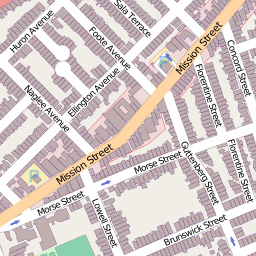 Sala Terrace
Huron Avenue
Foote Avenue
Mission Street
Concord Street
Ellington Avenue
Florentine Street
Naglee Avenue
Mission Street
Morse Street
Guttenberg Street
Florentine Street
Morse Street
Lowell Street
Brunswick Street